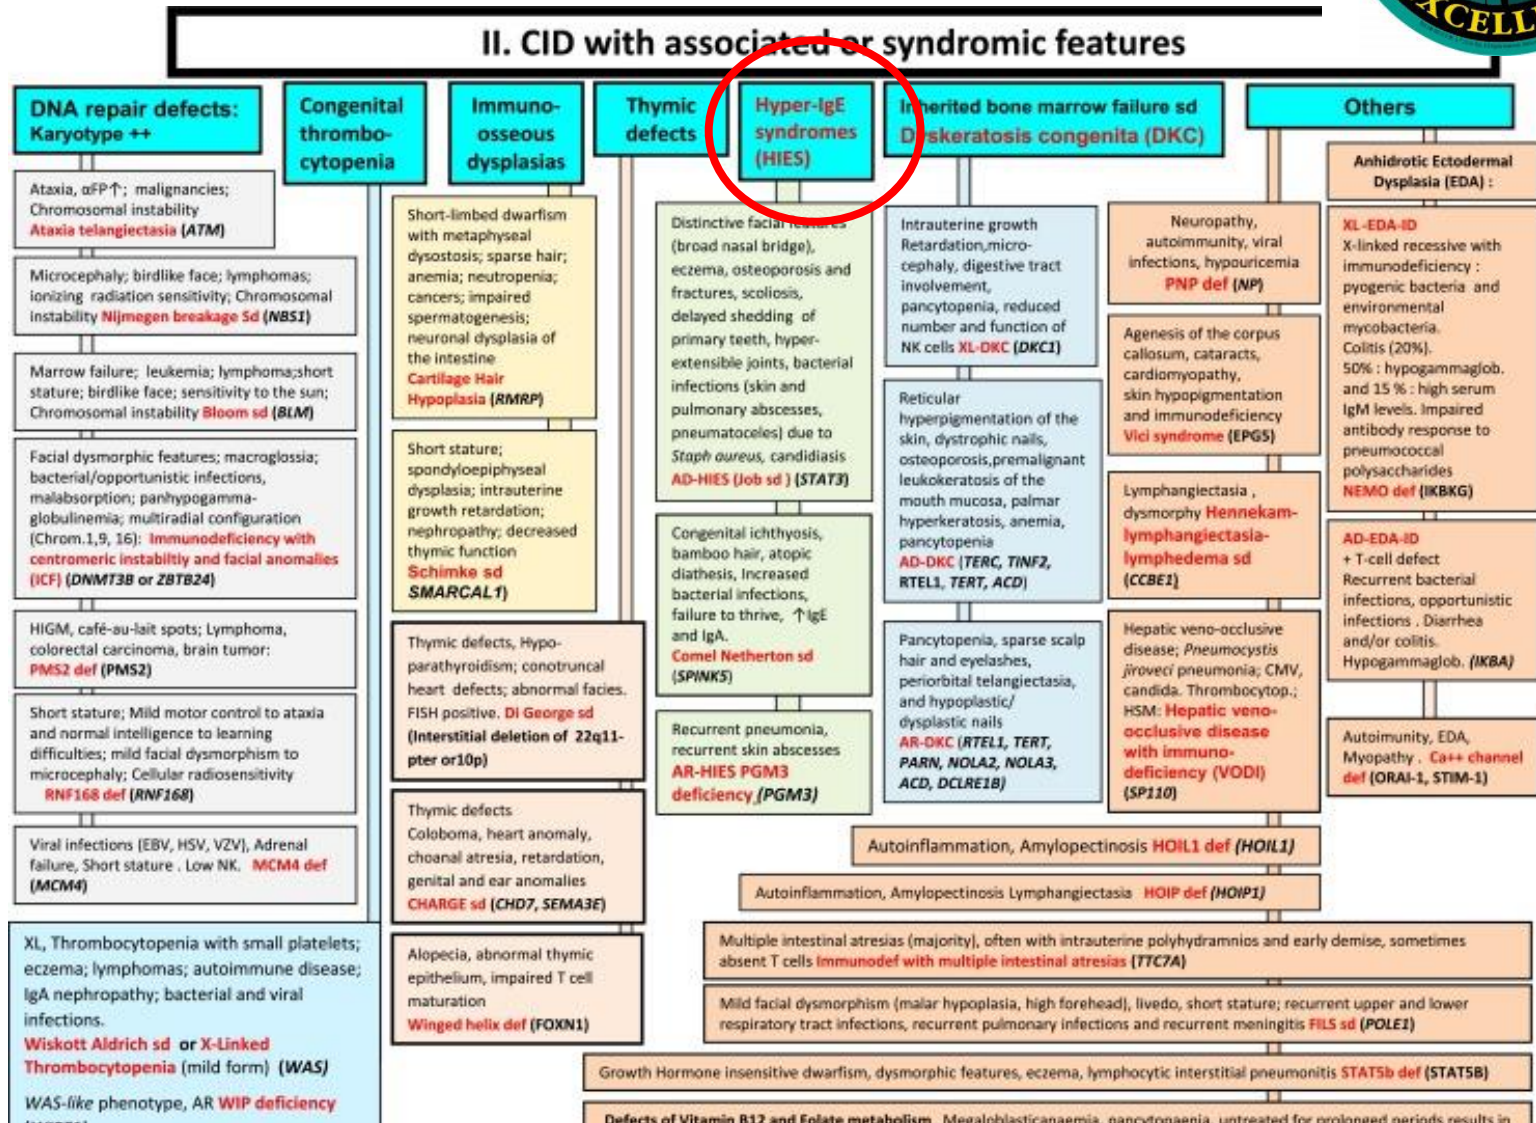 XCELL
II. CID with associated or syndromic features
DNA repair defects:
Karyotype ++
Ataxia, αFP↑; malignancies;
Chromosomal instability
Ataxia telangiectasia (ATM)
Microcephaly; birdlike face; lymphomas;
ionizing radiation sensitivity; Chromosomal
instability Nijmegen breakage Sd (NBS1)
Marrow failure; leukemia; lymphoma;short
stature; birdlike face; sensitivity to the sun;
Chromosomal instability Bloom sd (BLM)
Facial dysmorphic features; macroglossia;
bacterial/opportunistic infections,
malabsorption; panhypogamma-
globulinemia; multiradial configuration
(Chrom.1,9, 16): Immunodeficiency with
centromeric instabiltiy and facial anomalies
(ICF) (DNMT3B or ZBTB24)
HIGM, café-au-lait spots; Lymphoma,
colorectal carcinoma, brain tumor:
PMS2 def (PMS2)
Short stature; Mild motor control to ataxia
and normal intelligence to learning
difficulties; mild facial dysmorphism to
microcephaly; Cellular radiosensitivity
RNF168 def (RNF168)
Viral infections (EBV, HSV, VZV), Adrenal
failure, Short stature . Low NK. MCM4 def
(MCM4)
Congenital
thrombo-
cytopenia
XL, Thrombocytopenia with small platelets;
eczema; lymphomas; autoimmune disease;
IgA nephropathy; bacterial and viral
infections.
Wiskott Aldrich sd or X-Linked
Thrombocytopenia (mild form) (WAS)
WAS-like phenotype, AR WIP deficiency
Immuno-
osseous
dysplasias
Short-limbed dwarfism
with metaphyseal
dysostosis; sparse hair;
anemia; neutropenia;
cancers; impaired
spermatogenesis;
neuronal dysplasia of
the intestine
Cartilage Hair
Hypoplasia (RMRP)
Short stature;
spondyloepiphyseal
dysplasia; intrauterine
growth retardation;
nephropathy; decreased
thymic function
Schimke sd
SMARCAL1)
Thymic
defects
Thymic defects, Hypo-
parathyroidism; conotruncal
heart defects; abnormal facies.
FISH positive. Di George sd
(Interstitial deletion of 22q11-
pter or10p)
Thymic defects
Coloboma, heart anomaly,
choanal atresia, retardation,
genital and ear anomalies
CHARGE sd (CHD7, SEMA3E)
Alopecia, abnormal thymic
epithelium, impaired T cell
maturation
Winged helix def (FOXN1)
Hyper-IgE
syndromes
(HIES)
Distinctive facial features
(broad nasal bridge),
eczema, osteoporosis and
fractures, scoliosis,
delayed shedding of
primary teeth, hyper-
extensible joints, bacterial
infections (skin and
pulmonary abscesses,
pneumatoceles) due to
Staph aureus, candidiasis
AD-HIES (Job sd ) (STAT3)
Congenital ichthyosis,
bamboo hair, atopic
diathesis, Increased
bacterial infections,
failure to thrive, ↑IgE
and IgA.
Comel Netherton sd
(SPINK5)
Recurrent pneumonia,
recurrent skin abscesses
AR-HIES PGM3
deficiency (PGM3)
Inherited bone marrow failure sd
Dyskeratosis congenita (DKC)
Intrauterine growth
Retardation,micro-
cephaly, digestive tract
involvement,
pancytopenia, reduced
number and function of
NK cells XL-DKC (DKC1)
Reticular
hyperpigmentation of the
skin, dystrophic nails,
osteoporosis,premalignant
leukokeratosis of the
mouth mucosa, palmar
hyperkeratosis, anemia,
pancytopenia
AD-DKC (TERC, TINF2,
RTEL1, TERT, ACD)
Pancytopenia, sparse scalp
hair and eyelashes,
periorbital telangiectasia,
and hypoplastic/
dysplastic nails
AR-DKC (RTEL1, TERT,
PARN, NOLA2, NOLA3,
ACD, DCLRE1B)
Others
Neuropathy,
autoimmunity, viral
infections, hypouricemia
PNP def (NP)
Agenesis of the corpus
callosum, cataracts,
cardiomyopathy,
skin hypopigmentation
and immunodeficiency
Vici syndrome (EPG5)
Lymphangiectasia ,
dysmorphy Hennekam-
lymphangiectasia-
lymphedema sd
(CCBE1)
Hepatic veno-occlusive
disease; Pneumocystis
jiroveci pneumonia; CMV,
candida. Thrombocytop.;
HSM: Hepatic veno-
occlusive disease
with immuno-
deficiency (VODI)
(SP110)
Anhidrotic Ectodermal
Dysplasia (EDA) :
XL-EDA-ID
X-linked recessive with
immunodeficiency :
pyogenic bacteria and
environmental
mycobacteria.
Colitis (20%).
50% : hypogammaglob.
and 15 % : high serum
IgM levels. Impaired
antibody response to
pneumococcal
polysaccharides
NEMO def (IKBKG)
AD-EDA-ID
+ T-cell defect
Recurrent bacterial
infections, opportunistic
infections . Diarrhea
and/or colitis.
Hypogammaglob. (IKBA)
Autoimunity, EDA,
Myopathy . Ca++ channel
def (ORAI-1, STIM-1)
Autoinflammation, Amylopectinosis HOIL1 def (HOIL1)
Autoinflammation, Amylopectinosis Lymphangiectasia HOIP def (HOIP1)
Multiple intestinal atresias (majority), often with intrauterine polyhydramnios and early demise, sometimes
absent T cells Immunodef with multiple intestinal atresias (TTC7A)
Mild facial dysmorphism (malar hypoplasia, high forehead), livedo, short stature; recurrent upper and lower
respiratory tract infections, recurrent pulmonary infections and recurrent meningitis FILS sd (POLE1)
Growth Hormone insensitive dwarfism, dysmorphic features, eczema, lymphocytic interstitial pneumonitis STAT5b def (STAT5B)
Defects of Vitamin B12 and Folate metabolism Megaloblasticanaemia, pancytopaenia, untreated for prolonged periods results in